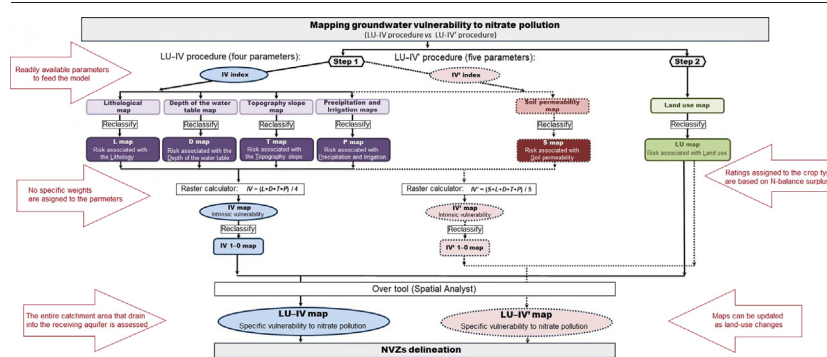 Mapping groundwater vulnerability to nitrate pollution
(LU-IV procedure vs LU-IV' procedure)
LU–IV procedure (four parameters):
Step 1
LU–IV' procedure (five parameters):
Step 2
Readily available parameters
to feed the model
IV index
IV' index
Lithological
map
Depth of the water
table map
Topography slope
map
Precipitation and
Irrigation maps
Soil permeability
map
Land use map
Reclassify
Reclassify
Reclassify
Reclassify
Reclassify
Reclassify
L map
Risk associated with
the Lithology
D map
Risk associated with the
Depth of the water table
T map
Risk associated with
the Topography slope
P map
Risk associated with
Precipitation and Irrigation
S map
Risk associated with
Soil permeability
LU map
Risk associated with Land use
No specific weights
are asigned to the parmeters
Raster calculator: IV = (L+D+T+P) / 4
Raster calculator: IV' = (S+L+D+T+P) / 5
Ratings assigned to the crop typ
are based on N-balance surplus
IV map
Intrinsic vulnerability
IV' map
Intrinsic vulnerability
Reclassify
Reclassify
IV 1–0 map
IV' 1–0 map
Over tool (Spatial Analyst)
The entire catchment area that drain
into the receiving aquifer is assessed
LU–IV map
Specific vulnerability to nitrate pollution
LU–IV' map
Specific vulnerability to nitrate pollution
Maps can be updated
as land-use changes
NVZs delineation